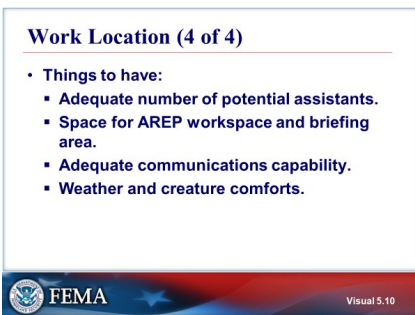 Work Location (4 of 4)
• Things to have:
▪ Adequate number of potential assistants.
▪ Space for AREP workspace and briefing
area.
▪ Adequate communications capability.
▪ Weather and creature comforts.
FEMA
Visual 5.10